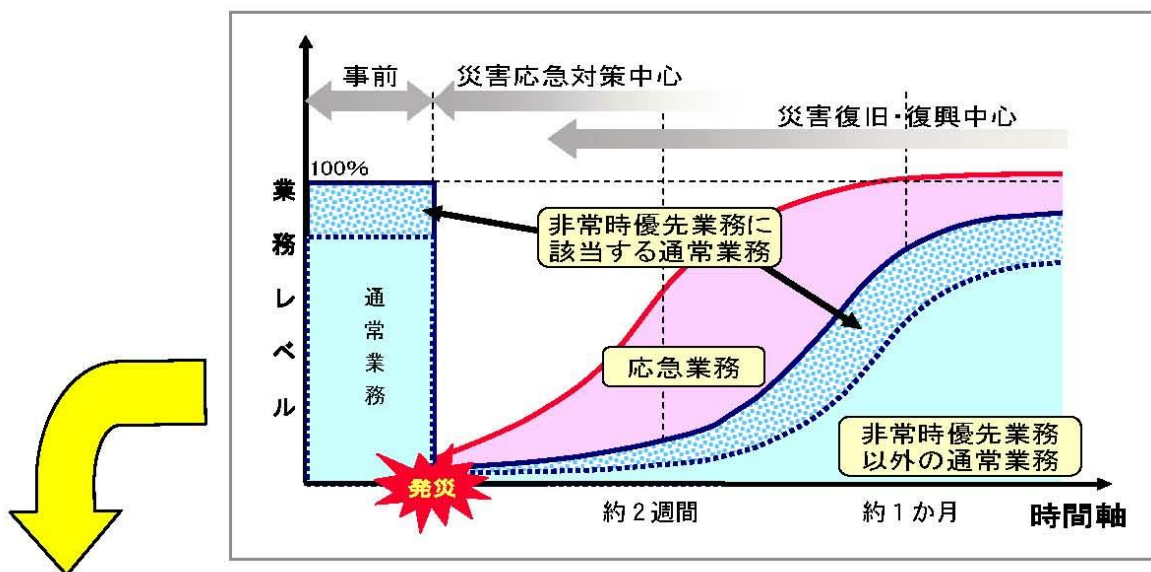 事前
災害応急対策中心
災害復旧・復興中心
100%
業務レベル
非常時優先業務に
該当する通常業務
通常業務
応急業務
非常時優先業務
以外の通常業務
発災
約2週間
約1か月
時間軸